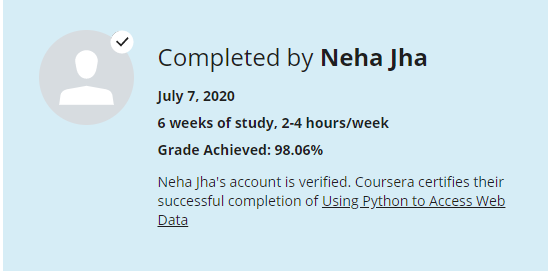 Completed by Neha Jha
July 7, 2020
6 weeks of study, 2-4 hours/week
Grade Achieved: 98.06%
Neha Jha's account is verified. Coursera certifies their
successful completion of Using Python to Access Web
Data